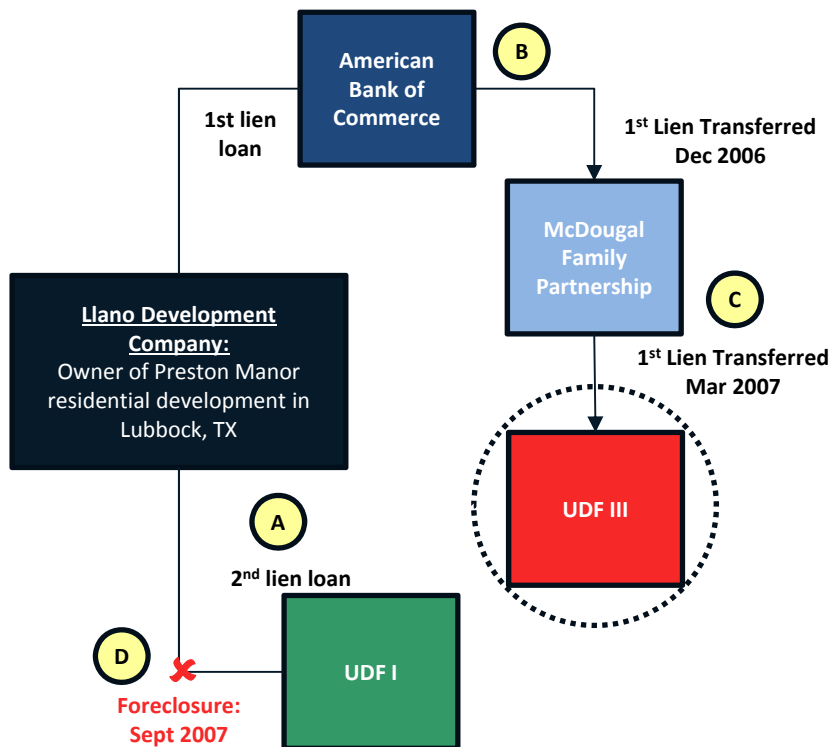 American
Bank of
Commerce
B
1st lien
loan
1st Lien Transferred
Dec 2006
McDougal
Family
Partnership
C
Llano Development
Company:
Owner of Preston Manor
residential development in
Lubbock, TX
1st Lien Transferred
Mar 2007
UDF III
A
2nd lien loan
UDF I
D
Foreclosure:
Sept 2007